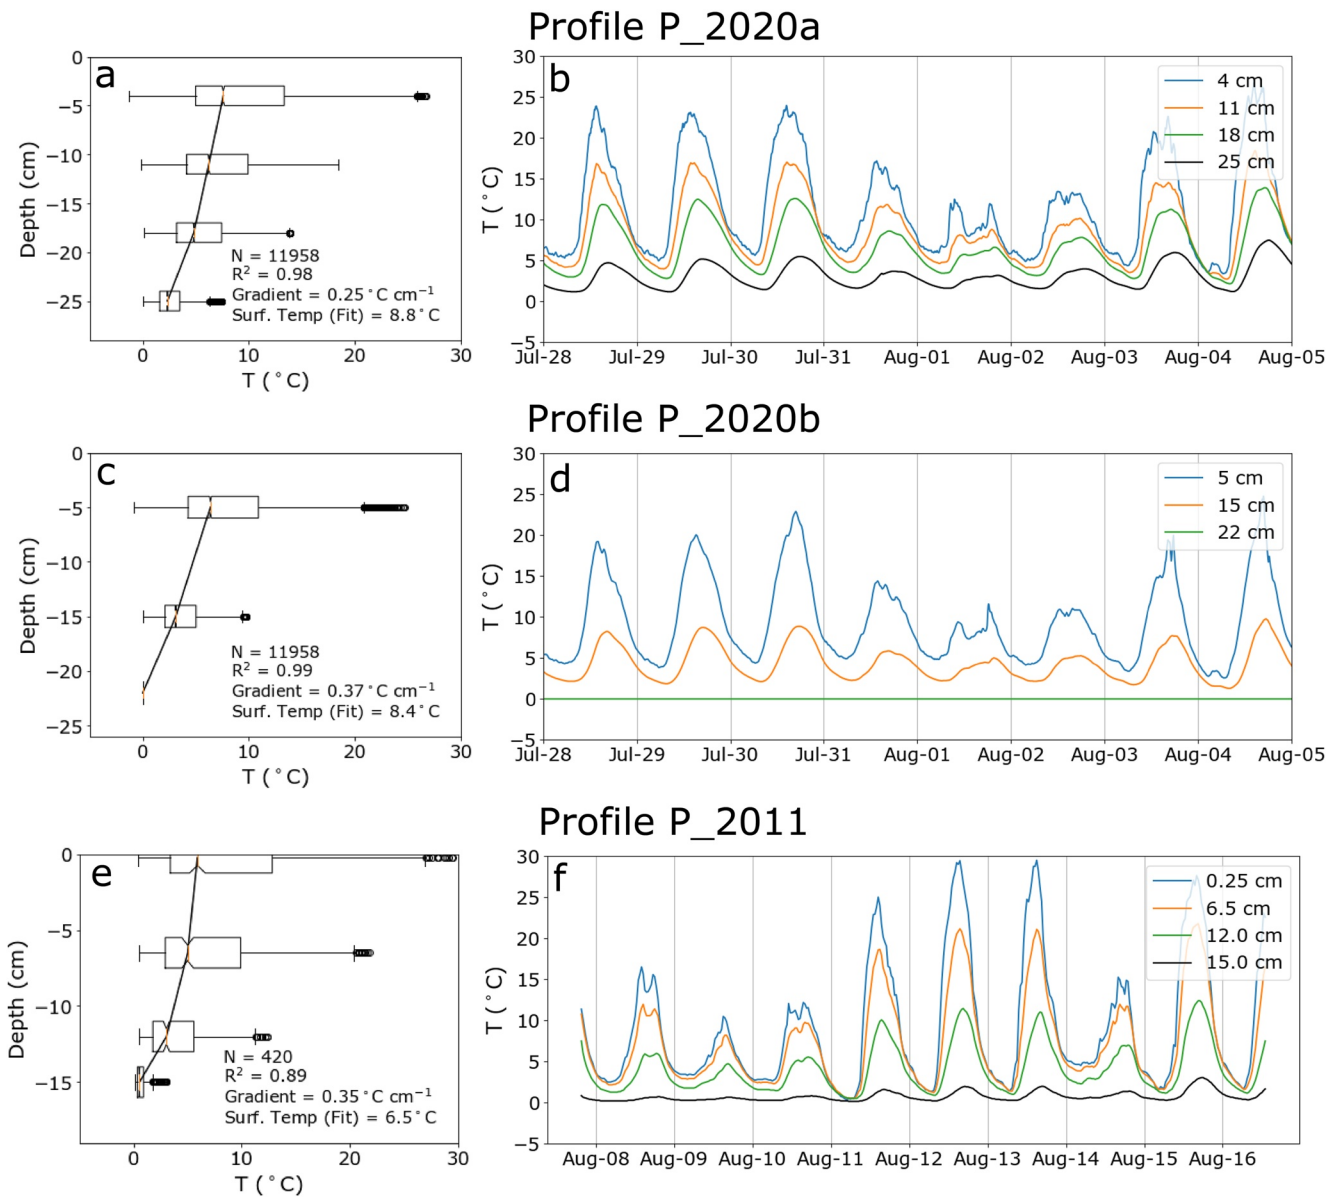 Profile P_2020a
a
0
−5
−10
−15
−20
−25
Depth (cm)
N = 11958
R² = 0.98
Gradient = 0.25°C cm⁻¹
Surf. Temp (Fit) = 8.8°C
0 10 20 30
T (°C)
b
30
25
20
15
10
5
0
−5
T (°C)
4 cm
11 cm
18 cm
25 cm
Jul-28 Jul-29 Jul-30 Jul-31 Aug-01 Aug-02 Aug-03 Aug-04 Aug-05
Profile P_2020b
c
0
−5
−10
−15
−20
−25
Depth (cm)
N = 11958
R² = 0.99
Gradient = 0.37°C cm⁻¹
Surf. Temp (Fit) = 8.4°C
0 10 20 30
T (°C)
d
30
25
20
15
10
5
0
−5
T (°C)
5 cm
15 cm
22 cm
Jul-28 Jul-29 Jul-30 Jul-31 Aug-01 Aug-02 Aug-03 Aug-04 Aug-05
Profile P_2011
e
0
−5
−10
−15
Depth (cm)
N = 420
R² = 0.89
Gradient = 0.35°C cm⁻¹
Surf. Temp (Fit) = 6.5°C
0 10 20 30
T (°C)
f
30
25
20
15
10
5
0
−5
T (°C)
0.25 cm
6.5 cm
12.0 cm
15.0 cm
Aug-08 Aug-09 Aug-10 Aug-11 Aug-12 Aug-13 Aug-14 Aug-15 Aug-16